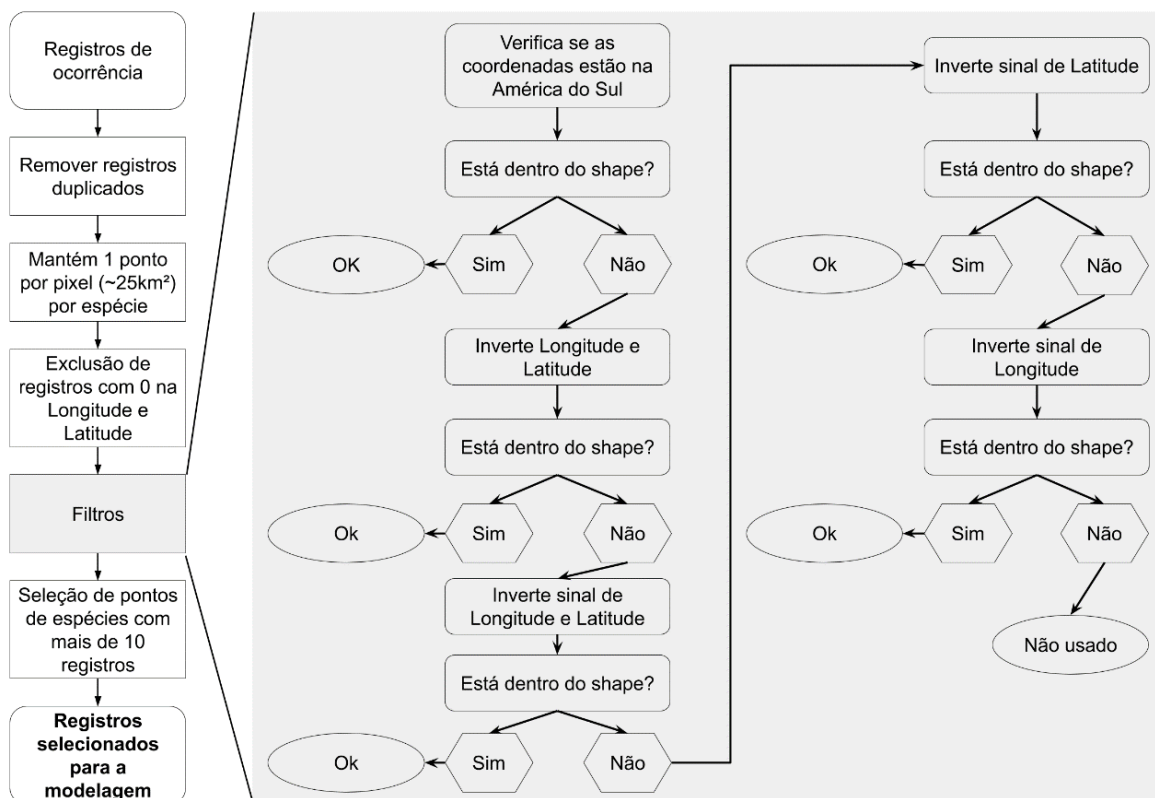 Registros de
ocorrência
Remover registros
duplicados
Mantém 1 ponto
por pixel (~25km²)
por espécie
Exclusão de
registros com 0 na
Longitude e
Latitude
Filtros
Seleção de pontos
de espécies com
mais de 10
registros
Registros
selecionados
para a
modelagem
Verifica se as
coordenadas estão na
América do Sul
Está dentro do shape?
OK
Sim
Não
Inverte Longitude e
Latitude
Está dentro do shape?
Ok
Sim
Não
Inverte sinal de
Longitude e Latitude
Está dentro do shape?
Ok
Sim
Não
Inverte sinal de Latitude
Está dentro do shape?
Ok
Sim
Não
Inverte sinal de
Longitude
Está dentro do shape?
Ok
Sim
Não
Não usado